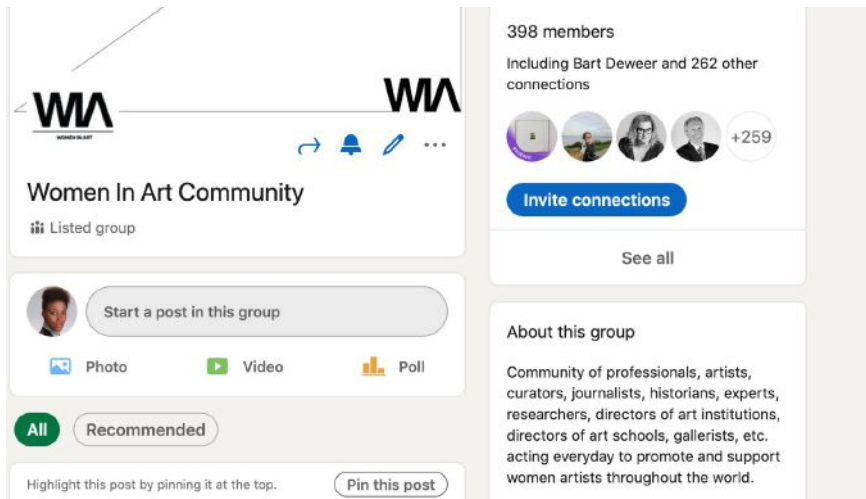 WIA
WOMEN IN ART
WIA
Women In Art Community
Listed group
Start a post in this group
Photo
Video
Poll
All
Recommended
Highlight this post by pinning it at the top.
Pin this post
398 members
Including Bart Deweer and 262 other
connections
+259
Invite connections
See all
About this group
Community of professionals, artists,
curators, journalists, historians, experts,
researchers, directors of art institutions,
directors of art schools, gallerists, etc.
acting everyday to promote and support
women artists throughout the world.